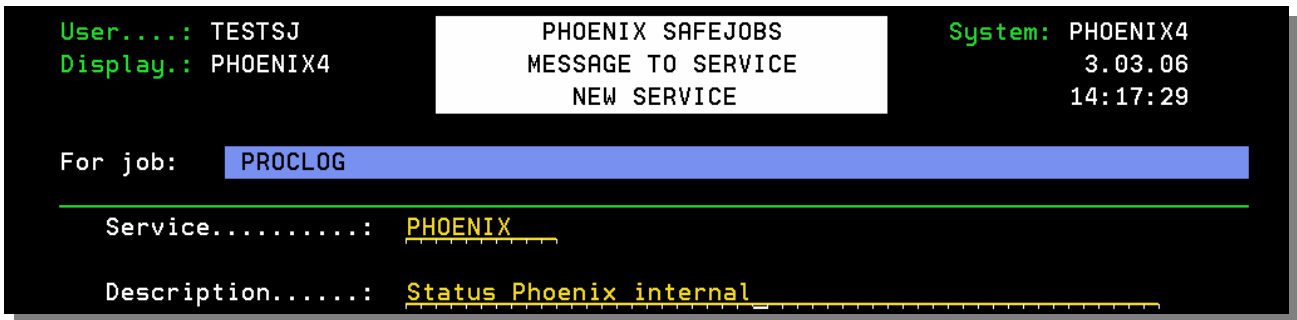 User....: TESTSJ PHOENIX SAFEJOBS System: PHOENIX4
Display.: PHOENIX4 MESSAGE TO SERVICE 3.03.06
NEW SERVICE 14:17:29
For job: PROCLOG
Service..........: PHOENIX
Description......: Status Phoenix internal